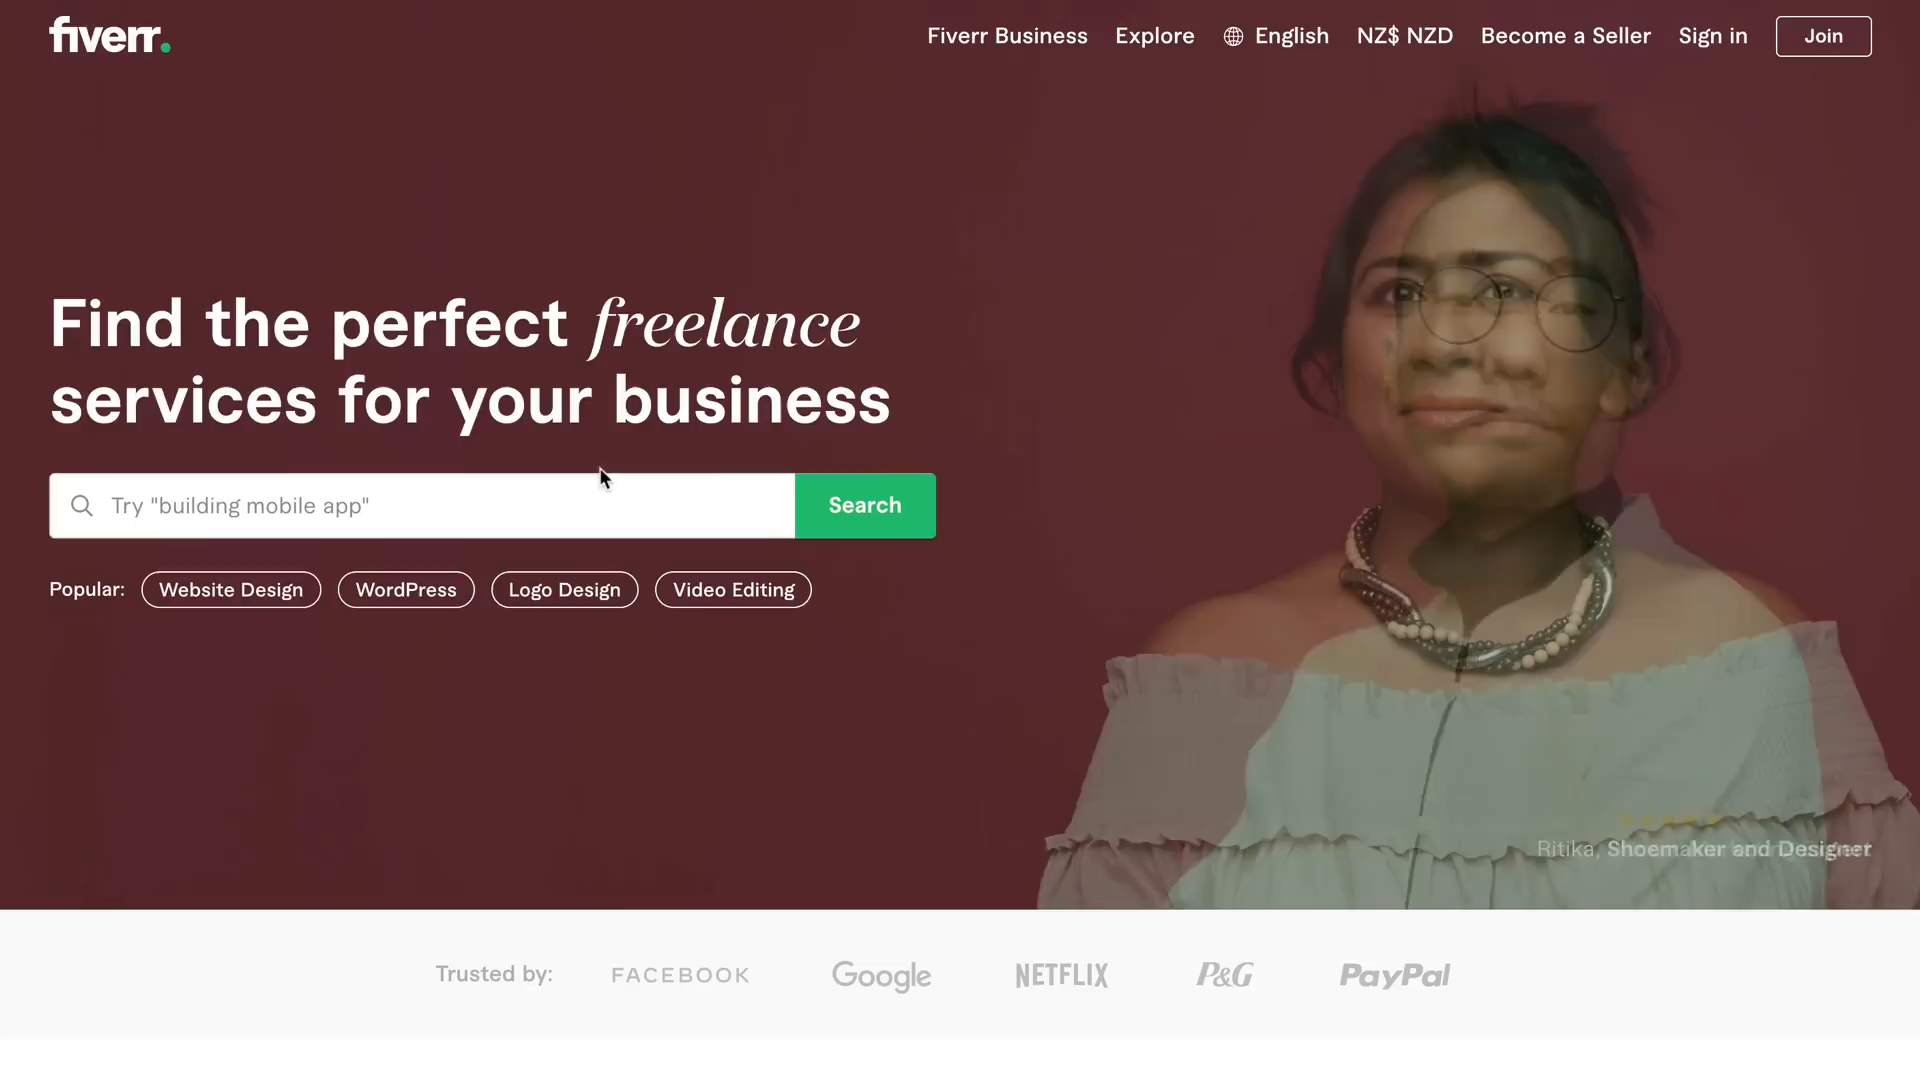 fiverr.
Fiverr Business Explore English NZ$ NZD Become a Seller Sign in Join
Find the perfect freelance
services for your business
Try "building mobile app"
Search
Popular: Website Design WordPress Logo Design Video Editing
Ritika, Shoemaker and Designer
Trusted by: FACEBOOK Google NETFLIX P&G PayPal